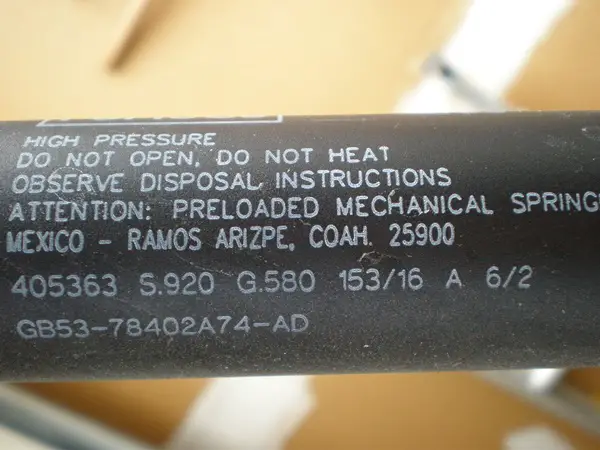 HIGH PRESSURE
DO NOT OPEN, DO NOT HEAT
OBSERVE DISPOSAL INSTRUCTIONS
ATTENTION: PRELOADED MECHANICAL SPRING
MEXICO - RAMOS ARIZPE, COAH. 25900
405363 S.920 G.580 153/16 A 6/2
GB53-78402A74-AD